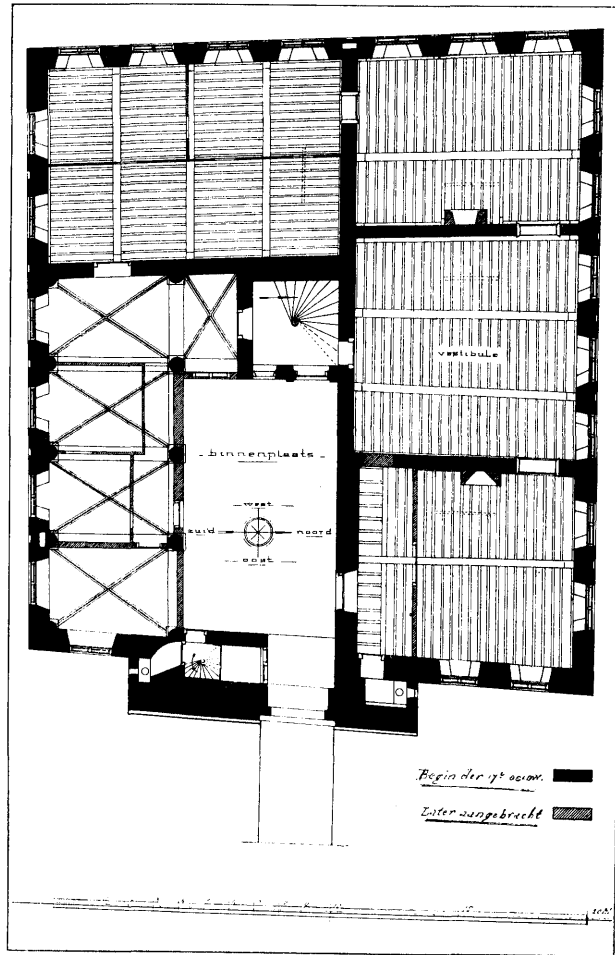 vestibule
binnenplaats
west
zuid noord
oost
Begin der 17e eeuw.
Later aangebracht